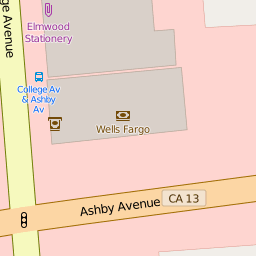 Elmwood
Stationery
ge Avenue
College Av
& Ashby
Av
Wells Fargo
Ashby Avenue
CA 13